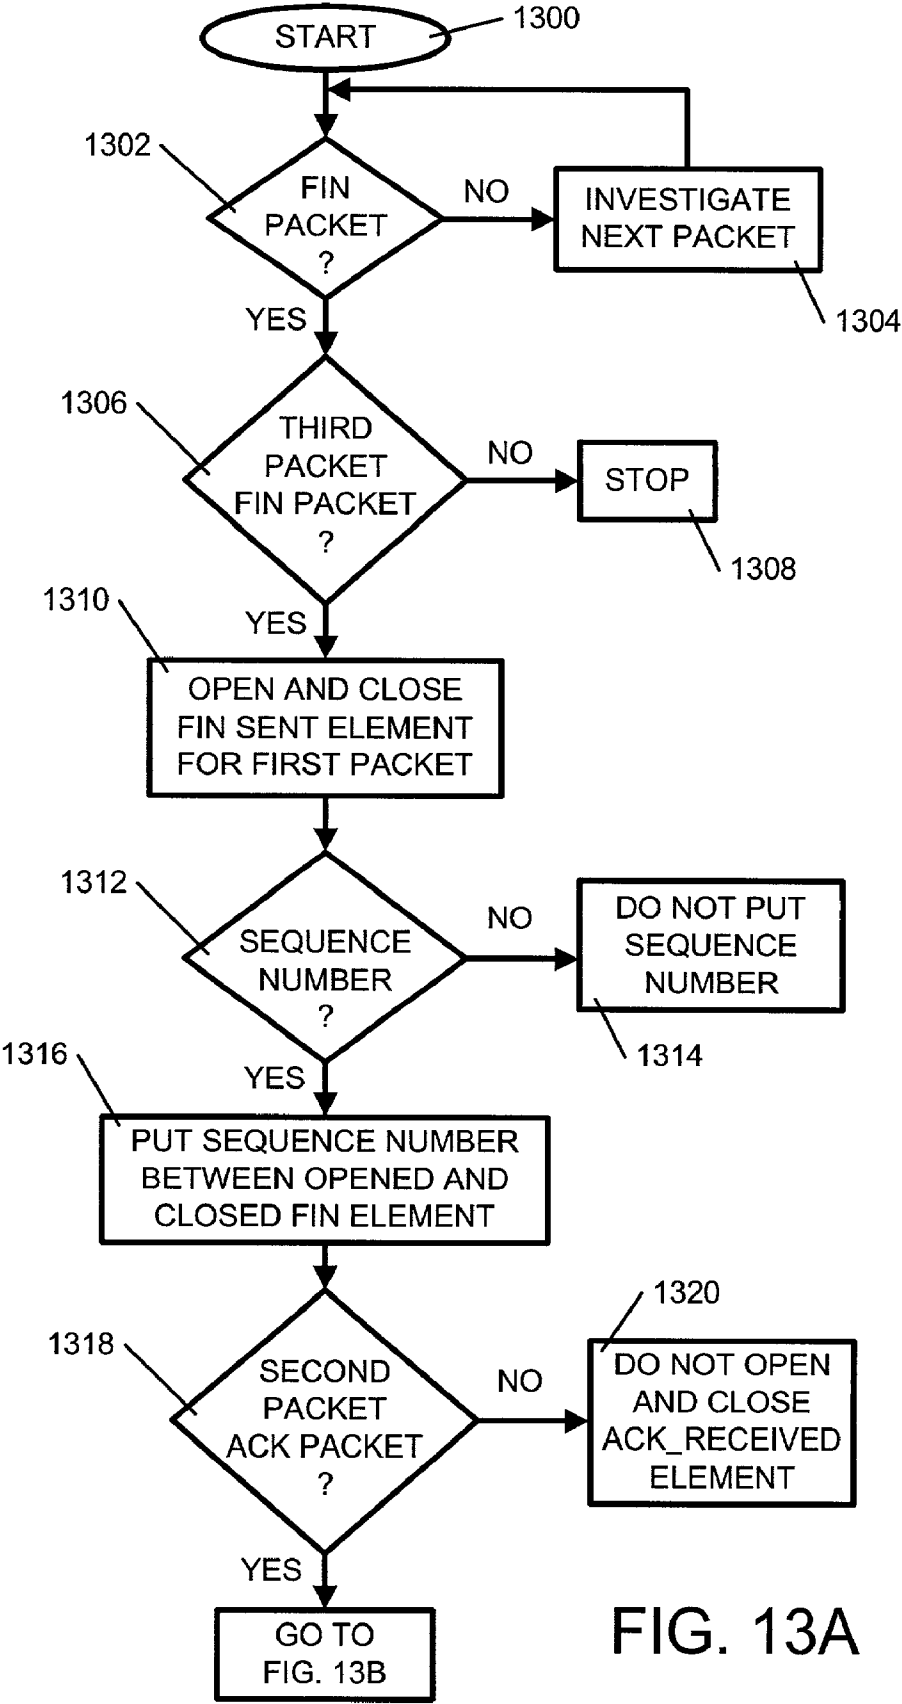 START
1300
1302
FIN
PACKET
?
NO
INVESTIGATE
NEXT PACKET
1304
YES
1306
THIRD
PACKET
FIN PACKET
?
NO
STOP
1308
1310
YES
OPEN AND CLOSE
FIN SENT ELEMENT
FOR FIRST PACKET
1312
SEQUENCE
NUMBER
?
NO
DO NOT PUT
SEQUENCE
NUMBER
1314
1316
YES
PUT SEQUENCE NUMBER
BETWEEN OPENED AND
CLOSED FIN ELEMENT
1318
SECOND
PACKET
ACK PACKET
?
NO
1320
DO NOT OPEN
AND CLOSE
ACK_RECEIVED
ELEMENT
YES
GO TO
FIG. 13B
FIG. 13A